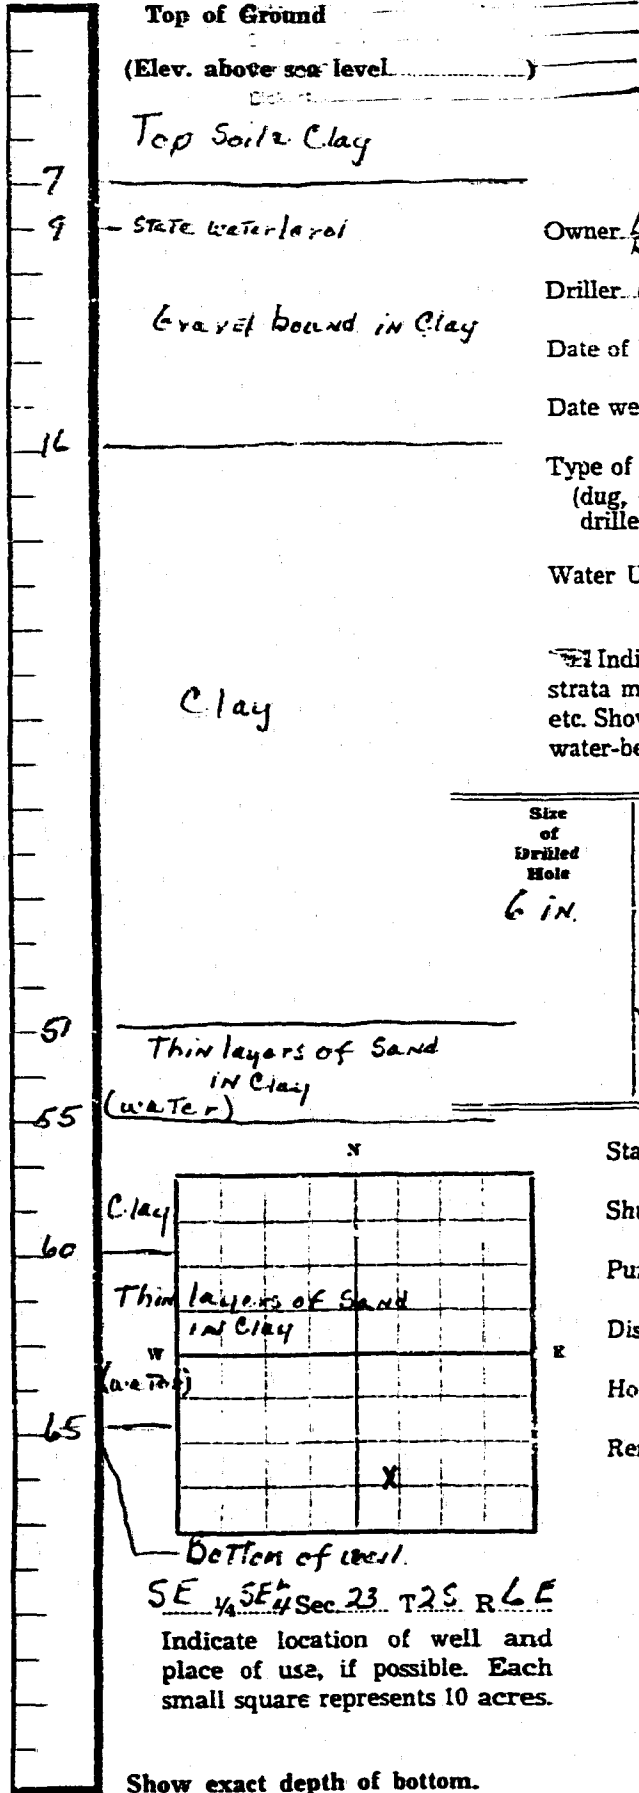 Top of Ground
(Elev. above sea level..........)
Top Soil & Clay
7
9 - State water level
Gravel bound in Clay
16
Clay
51
Thin layers of Sand
in Clay
(water)
55
Clay
60
Thin layers of Sand
in Clay
(water)
65
Bottom of well.
N
W
E
X
SE 1/4 SE 1/4 Sec. 23 T 2S R 6 E
Indicate location of well and
place of use, if possible. Each
small square represents 10 acres.
Show exact depth of bottom.
Owner
Driller
Date of
Date we
Type of
(dug,
drille
Water U
Indi
strata m
etc. Show
water-be
Size
of
Drilled
Hole
6 in.
Sta
Shu
Pu
Dis
Ho
Re